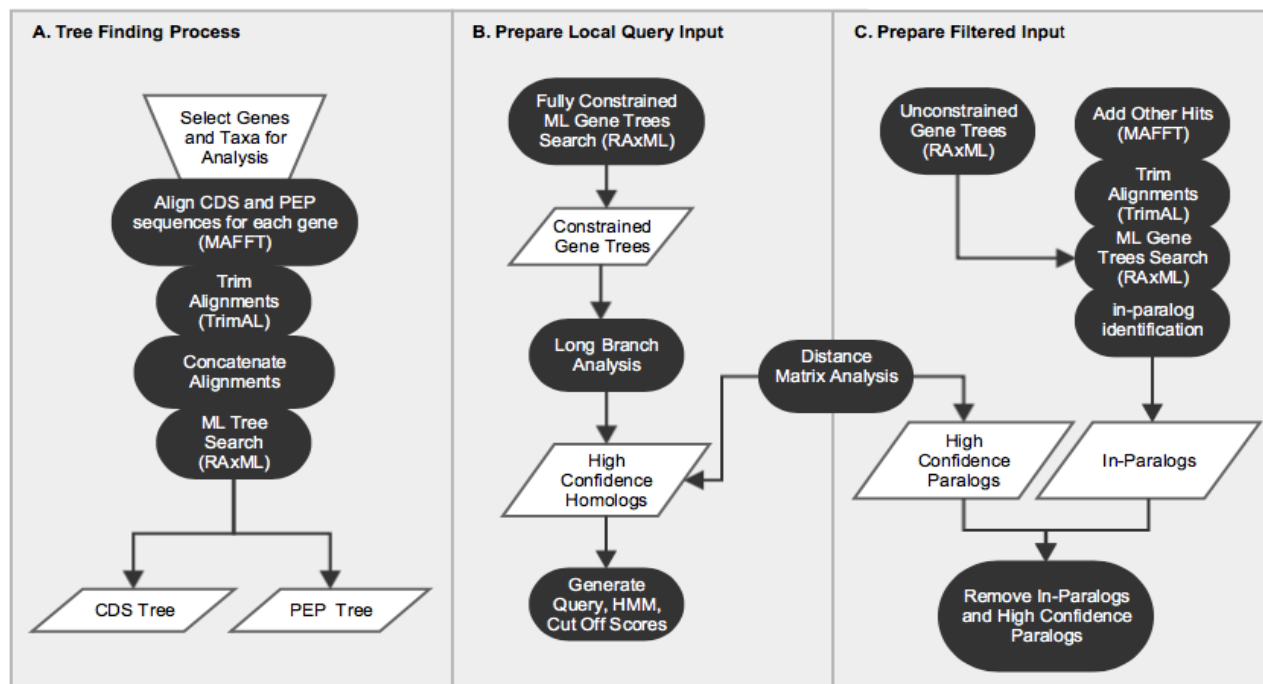 A. Tree Finding Process
Select Genes
and Taxa for
Analysis
Align CDS and PEP
sequences for each gene
(MAFFT)
Trim
Alignments
(TrimAL)
Concatenate
Alignments
ML Tree
Search
(RAxML)
CDS Tree
PEP Tree
B. Prepare Local Query Input
Fully Constrained
ML Gene Trees
Search (RAxML)
Constrained
Gene Trees
Long Branch
Analysis
High
Confidence
Homologs
Generate
Query, HMM,
Cut Off Scores
Distance
Matrix Analysis
C. Prepare Filtered Input
Unconstrained
Gene Trees
(RAxML)
Add Other Hits
(MAFFT)
Trim
Alignments
(TrimAL)
ML Gene
Trees Search
(RAxML)
in-paralog
identification
High
Confidence
Paralogs
In-Paralogs
Remove In-Paralogs
and High Confidence
Paralogs